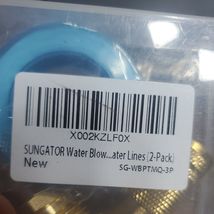 X002KZLF0X
SUNGATOR Water Blow...ater Lines (2-Pack)
New
SG-WBPTMQ-3P